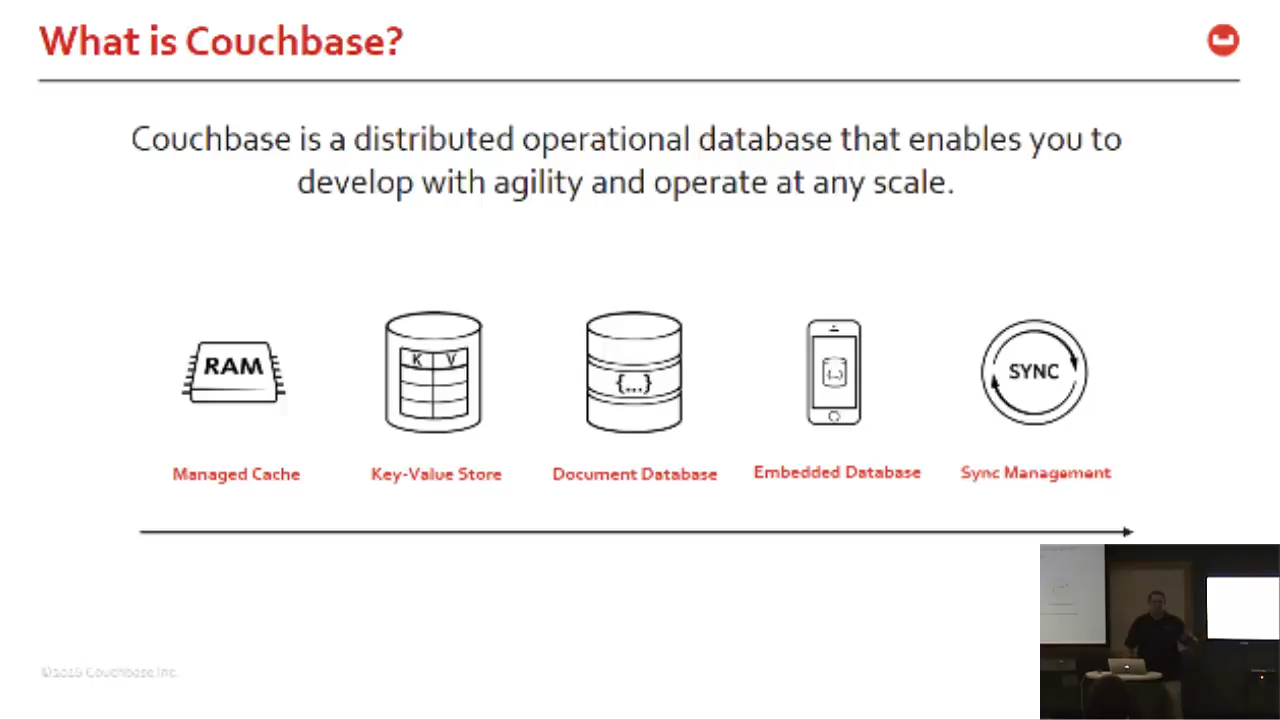 What is Couchbase?
Couchbase is a distributed operational database that enables you to
develop with agility and operate at any scale.
RAM
K V
{...}
{...}
SYNC
Managed Cache
Key-Value Store
Document Database
Embedded Database
Sync Management
©2016 Couchbase Inc.